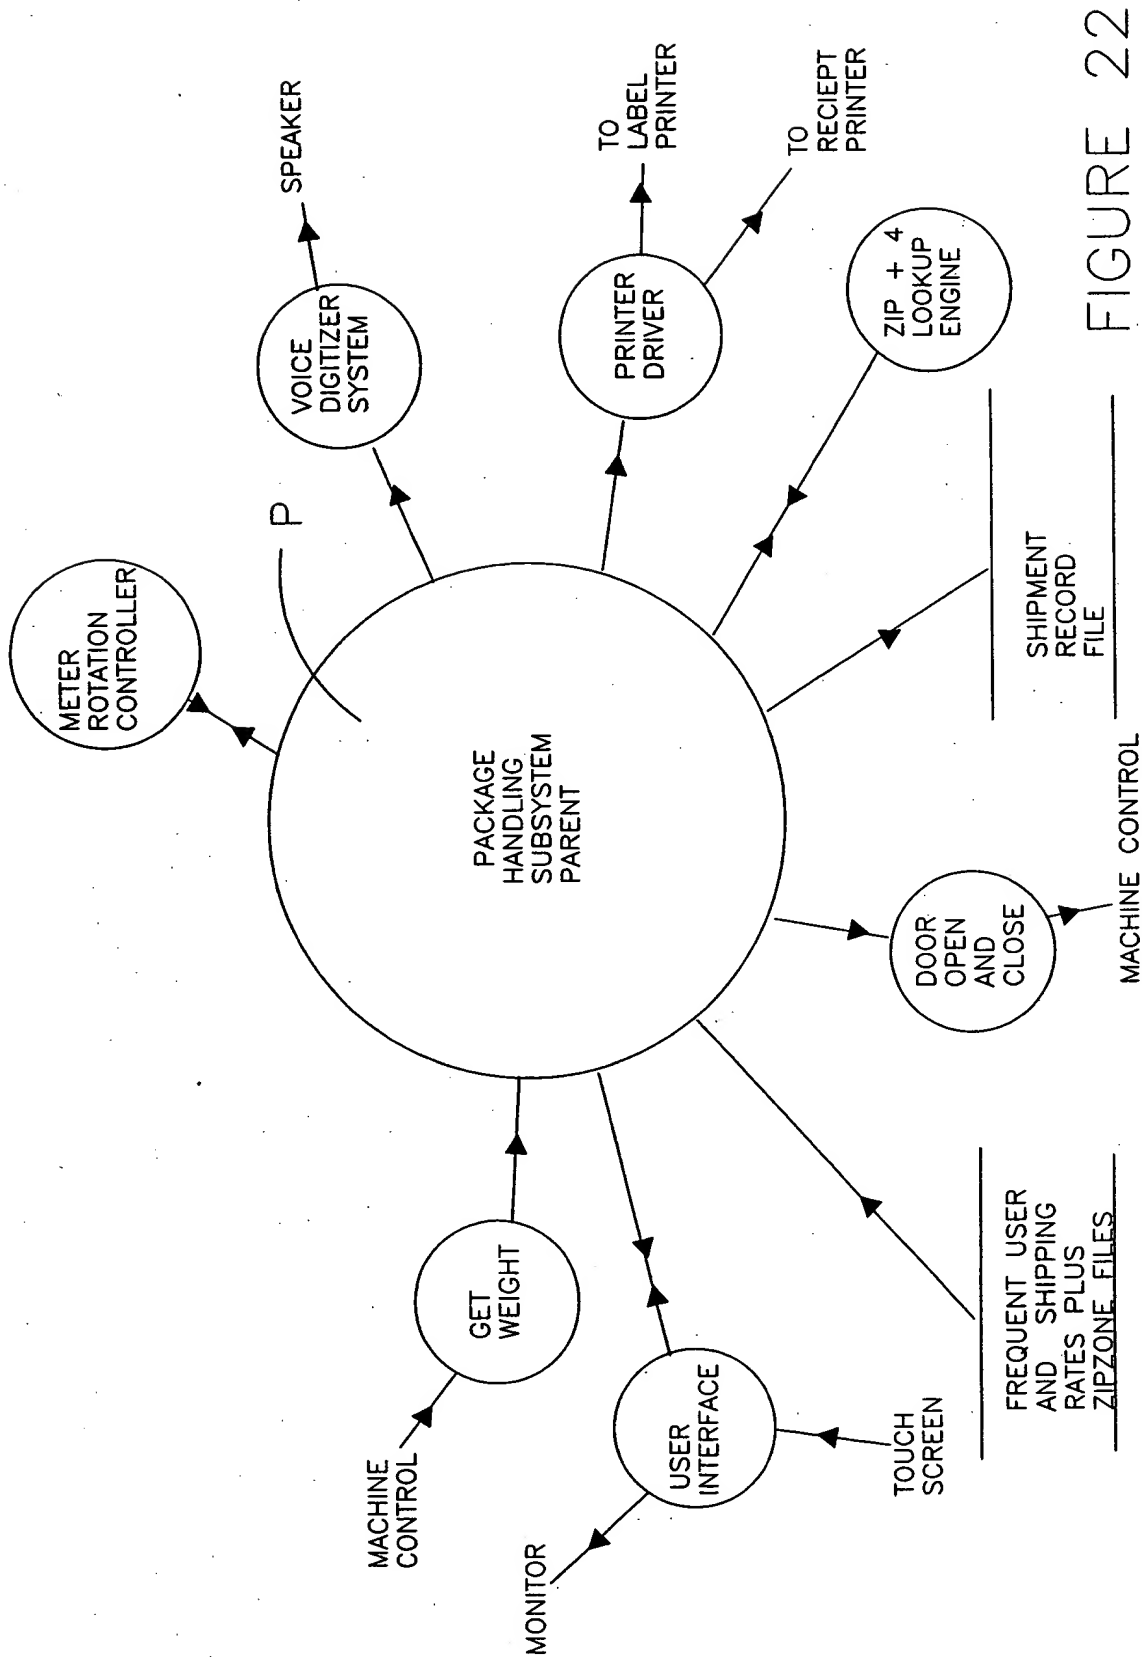 METER
ROTATION
CONTROLLER
P
VOICE
DIGITIZER
SYSTEM
SPEAKER
MACHINE
CONTROL
GET
WEIGHT
PACKAGE
HANDLING
SUBSYSTEM
PARENT
PRINTER
DRIVER
TO
LABEL
PRINTER
TO
RECIEPT
PRINTER
MONITOR
USER
INTERFACE
TOUCH
SCREEN
ZIP + 4
LOOKUP
ENGINE
DOOR
OPEN
AND
CLOSE
MACHINE CONTROL
FREQUENT USER
AND SHIPPING
RATES PLUS
ZIPZONE FILES
SHIPMENT
RECORD
FILE
FIGURE 22